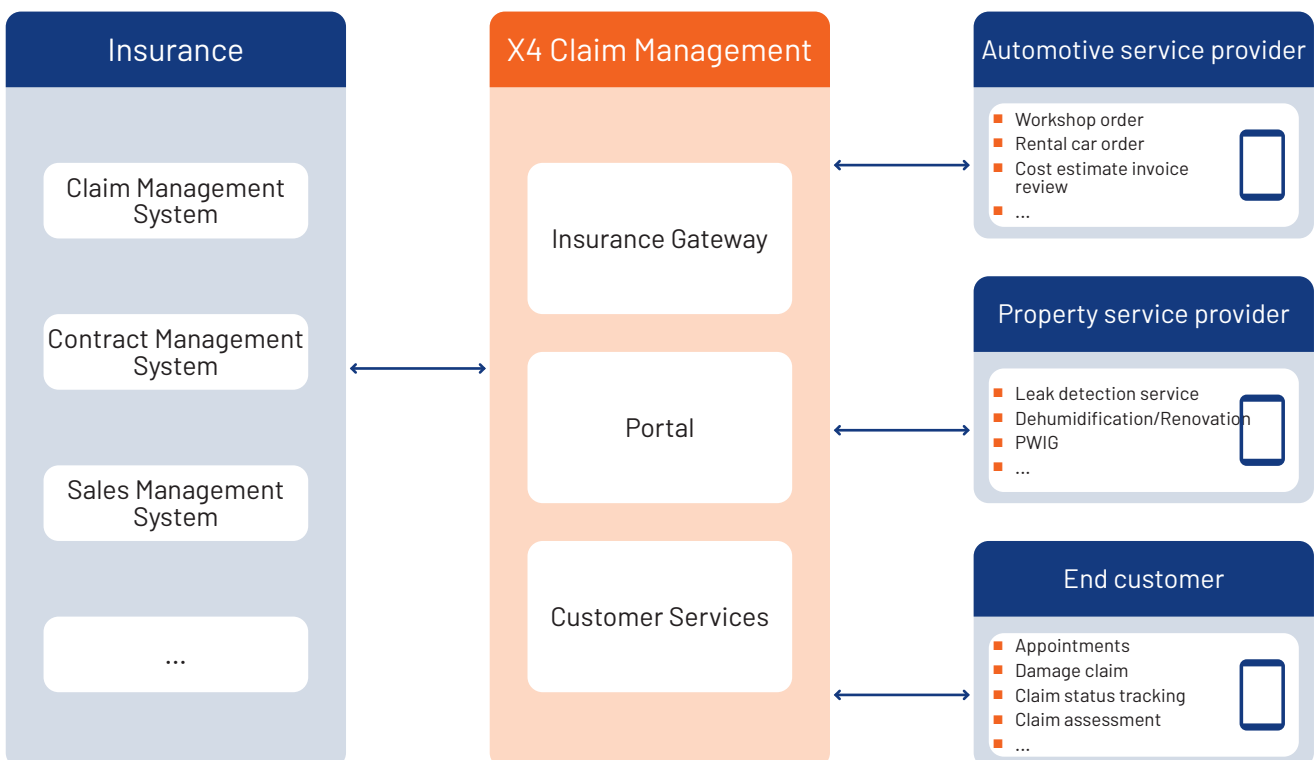 Insurance
Claim Management
System
Contract Management
System
Sales Management
System
...
X4 Claim Management
Insurance Gateway
Portal
Customer Services
Automotive service provider
Workshop order
Rental car order
Cost estimate invoice
review
...
Property service provider
Leak detection service
Dehumidification/Renovation
PWIG
...
End customer
Appointments
Damage claim
Claim status tracking
Claim assessment
...